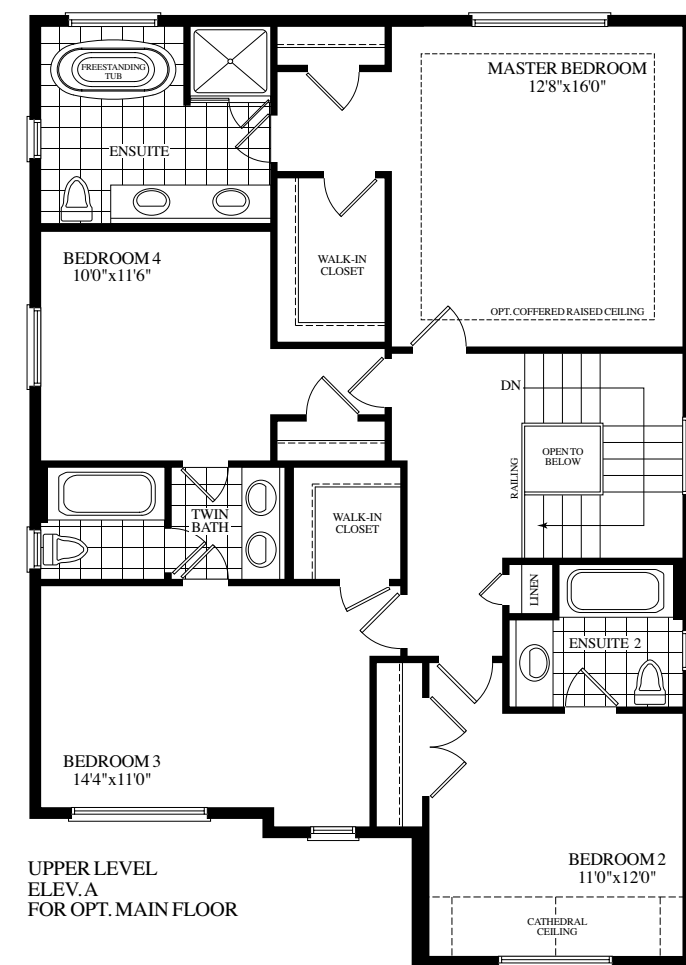 FREESTANDING
TUB
ENSUITE
MASTER BEDROOM
12'8"x16'0"
BEDROOM 4
10'0"x11'6"
WALK-IN
CLOSET
OPT. COFFERED RAISED CEILING
DN
OPEN TO
BELOW
RAILING
TWIN
BATH
WALK-IN
CLOSET
LINEN
ENSUITE 2
BEDROOM 3
14'4"x11'0"
BEDROOM 2
11'0"x12'0"
CATHEDRAL
CEILING
UPPER LEVEL
ELEV. A
FOR OPT. MAIN FLOOR